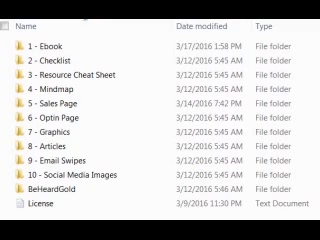 Name Date modified Type
1 - Ebook 3/17/2016 1:58 PM File folder
2 - Checklist 3/12/2016 5:45 AM File folder
3 - Resource Cheat Sheet 3/12/2016 5:45 AM File folder
4 - Mindmap 3/12/2016 5:45 AM File folder
5 - Sales Page 3/14/2016 7:42 PM File folder
6 - Optin Page 3/12/2016 5:45 AM File folder
7 - Graphics 3/12/2016 5:45 AM File folder
8 - Articles 3/12/2016 5:45 AM File folder
9 - Email Swipes 3/12/2016 5:45 AM File folder
10 - Social Media Images 3/12/2016 5:45 AM File folder
BeHeardGold 3/12/2016 5:46 AM File folder
License 3/9/2016 11:30 PM Text Document